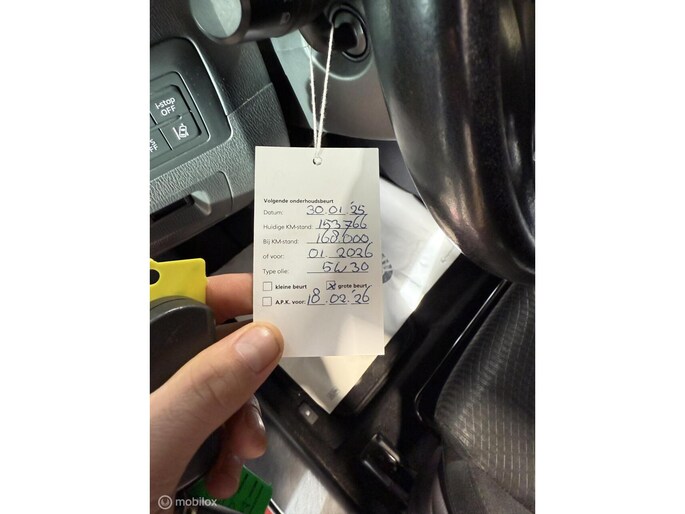 i-stop
OFF
Volgende onderhoudsbeurt
Datum: 30.01.'25
Huidige KM-stand: 153766
Bij KM-stand: 168.000
of voor: 01 2026
Type olie: 5W30
kleine beurt grote beurt
A.P.K. voor: 18.02.'26
mobilox